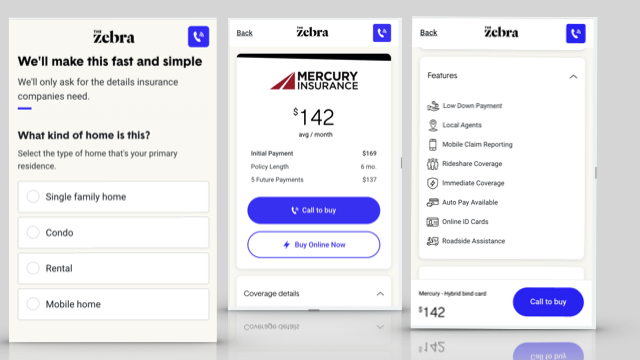 THE zebra
We'll make this fast and simple
We'll only ask for the details insurance
companies need.
What kind of home is this?
Select the type of home that's your primary
residence.
Single family home
Condo
Rental
Mobile home
Back
THE zebra
MERCURY
INSURANCE
$142
avg / month
Initial Payment $169
Policy Length 6 mo.
5 Future Payments $137
Call to buy
Buy Online Now
Coverage details
Back
THE zebra
Features
Low Down Payment
Local Agents
Mobile Claim Reporting
Rideshare Coverage
Immediate Coverage
Auto Pay Available
Online ID Cards
Roadside Assistance
Mercury - Hybrid bind card
$142
Call to buy